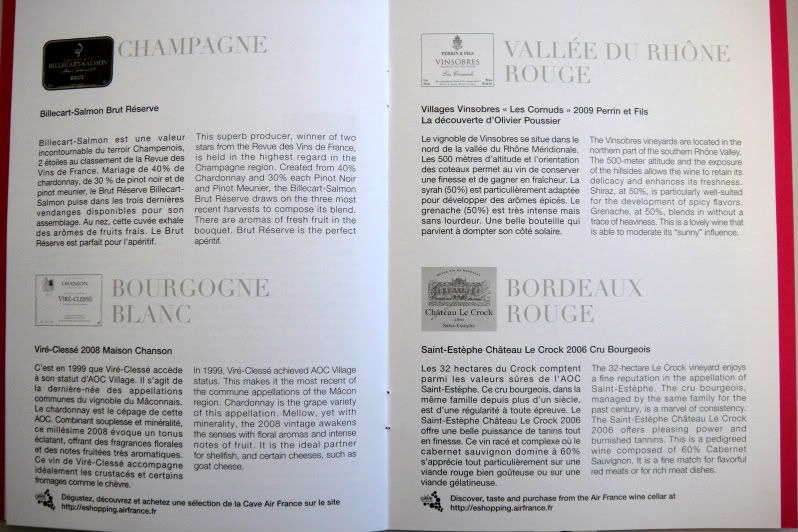 BILLECART-SALMON
BRUT
CHAMPAGNE
Billecart-Salmon Brut Réserve
Billecart-Salmon est une valeur
incontournable du terroir Champenois,
2 étoiles au classement de la Revue des
Vins de France. Mariage de 40% de
chardonnay, de 30 % de pinot noir et de
pinot meunier, le Brut Réserve Billecart-
Salmon puise dans les trois dernières
vendanges disponibles pour son
assemblage. Au nez, cette cuvée exhale
des arômes de fruits frais. Le Brut
Réserve est parfait pour l'apéritif.
This superb producer, winner of two
stars from the Revue des Vins de France,
is held in the highest regard in the
Champagne region. Created from 40%
Chardonnay and 30% each Pinot Noir
and Pinot Meunier, the Billecart-Salmon
Brut Réserve draws on the three most
recent harvests to compose its blend.
There are aromas of fresh fruit in the
bouquet. Brut Réserve is the perfect
apéritif.
CHANSON
VIRÉ-CLESSÉ
BOURGOGNE
BLANC
Viré-Clessé 2008 Maison Chanson
C'est en 1999 que Viré-Clessé accède
à son statut d'AOC Village. Il s'agit de
la dernière-née des appellations
communes du vignoble du Mâconnais.
Le chardonnay est le cépage de cette
AOC. Combinant souplesse et minéralité,
ce millésime 2008 évoque un tonus
éclatant, offrant des fragrances florales
et des notes fruitées très aromatiques.
Ce vin de Viré-Clessé accompagne
idéalement les crustacés et certains
fromages comme le chèvre.
In 1999, Viré-Clessé achieved AOC Village
status. This makes it the most recent of
the commune appellations of the Mâcon
region. Chardonnay is the grape variety
of this appellation. Mellow, yet with
minerality, the 2008 vintage awakens
the senses with floral aromas and intense
notes of fruit. It is the ideal partner
for shellfish, and certain cheeses, such as
goat cheese.
Dégustez, découvrez et achetez une sélection de la Cave Air France sur le site
http://eshopping.airfrance.fr
PERRIN & FILS
VINSOBRES
Les Cornuds
VALLÉE DU RHÔNE
ROUGE
Villages Vinsobres « Les Cornuds » 2009 Perrin et Fils
La découverte d'Olivier Poussier
Le vignoble de Vinsobres se situe dans le
nord de la vallée du Rhône Méridionale.
Les 500 mètres d'altitude et l'orientation
des coteaux permet au vin de conserver
une finesse et de gagner en fraîcheur. La
syrah (50%) est particulièrement adaptée
pour développer des arômes épicés. Le
grenache (50%) est très intense mais
sans lourdeur. Une belle bouteille qui
parvient à dompter son côté solaire.
The Vinsobres vineyards are located in the
northern part of the southern Rhône Valley.
The 500-meter altitude and the exposure
of the hillsides allows the wine to retain its
delicacy and enhances its freshness.
Shiraz, at 50%, is particularly well-suited
for the development of spicy flavors.
Grenache, at 50%, blends in without a
trace of heaviness. This is a lovely wine that
is able to moderate its "sunny" influence.
Château Le Crock
Saint-Estèphe
BORDEAUX
ROUGE
Saint-Estèphe Château Le Crock 2006 Cru Bourgeois
Les 32 hectares du Crock comptent
parmi les valeurs sûres de l'AOC
Saint-Estèphe. Ce cru bourgeois, dans la
même famille depuis plus d'un siècle,
est d'une régularité à toute épreuve. Le
Saint-Estèphe Château Le Crock 2006
offre une belle puissance de tanins tout
en finesse. Ce vin racé et complexe où le
cabernet sauvignon domine à 60%
s'apprécie tout particulièrement sur une
viande rouge bien goûteuse ou sur une
viande gélatineuse.
The 32-hectare Le Crock vineyard enjoys
a fine reputation in the appellation of
Saint-Estèphe. The cru bourgeois,
managed by the same family for the
past century, is a marvel of consistency.
The Saint-Estèphe Château Le Crock
2006 offers pleasing power and
burnished tannins. This is a pedigreed
wine composed of 60% Cabernet
Sauvignon. It is a fine match for flavorful
red meats or for rich meat dishes.
Discover, taste and purchase from the Air France wine cellar at
http://eshopping.airfrance.fr